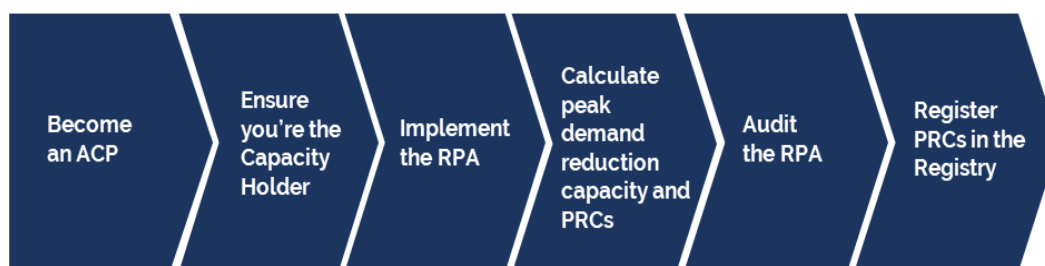 Become
an ACP
Ensure
you're the
Capacity
Holder
Implement
the RPA
Calculate
peak
demand
reduction
capacity and
PRCs
Audit
the RPA
Register
PRCs in the
Registry